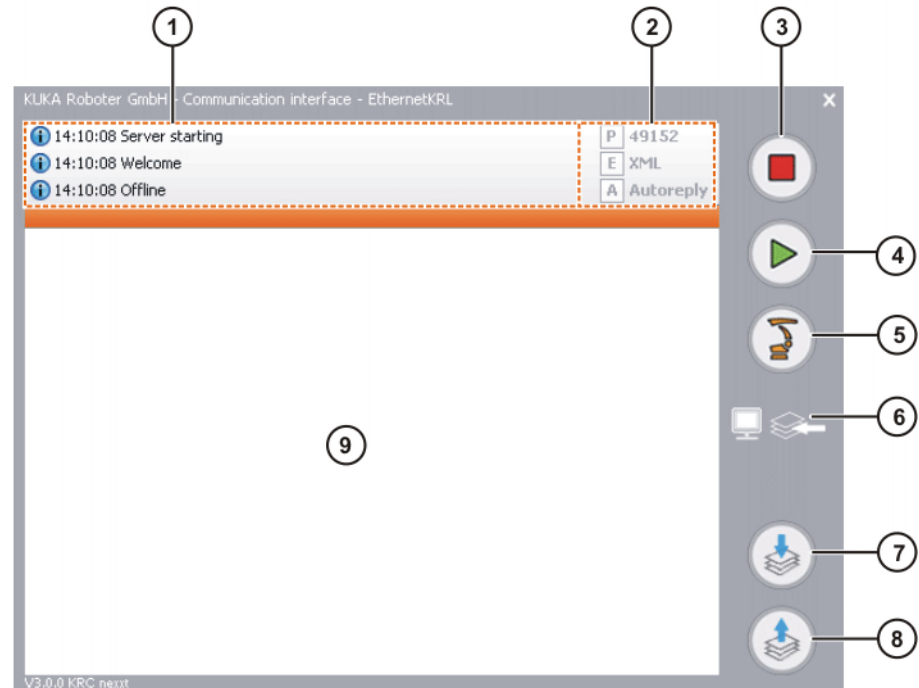 1 2 3
KUKA Roboter GmbH - Communication interface - EthernetKRL X
14:10:08 Server starting P 49152
14:10:08 Welcome E XML
14:10:08 Offline A Autoreply
4
5
6
9
7
8
V3.0.0 KRC nexxt